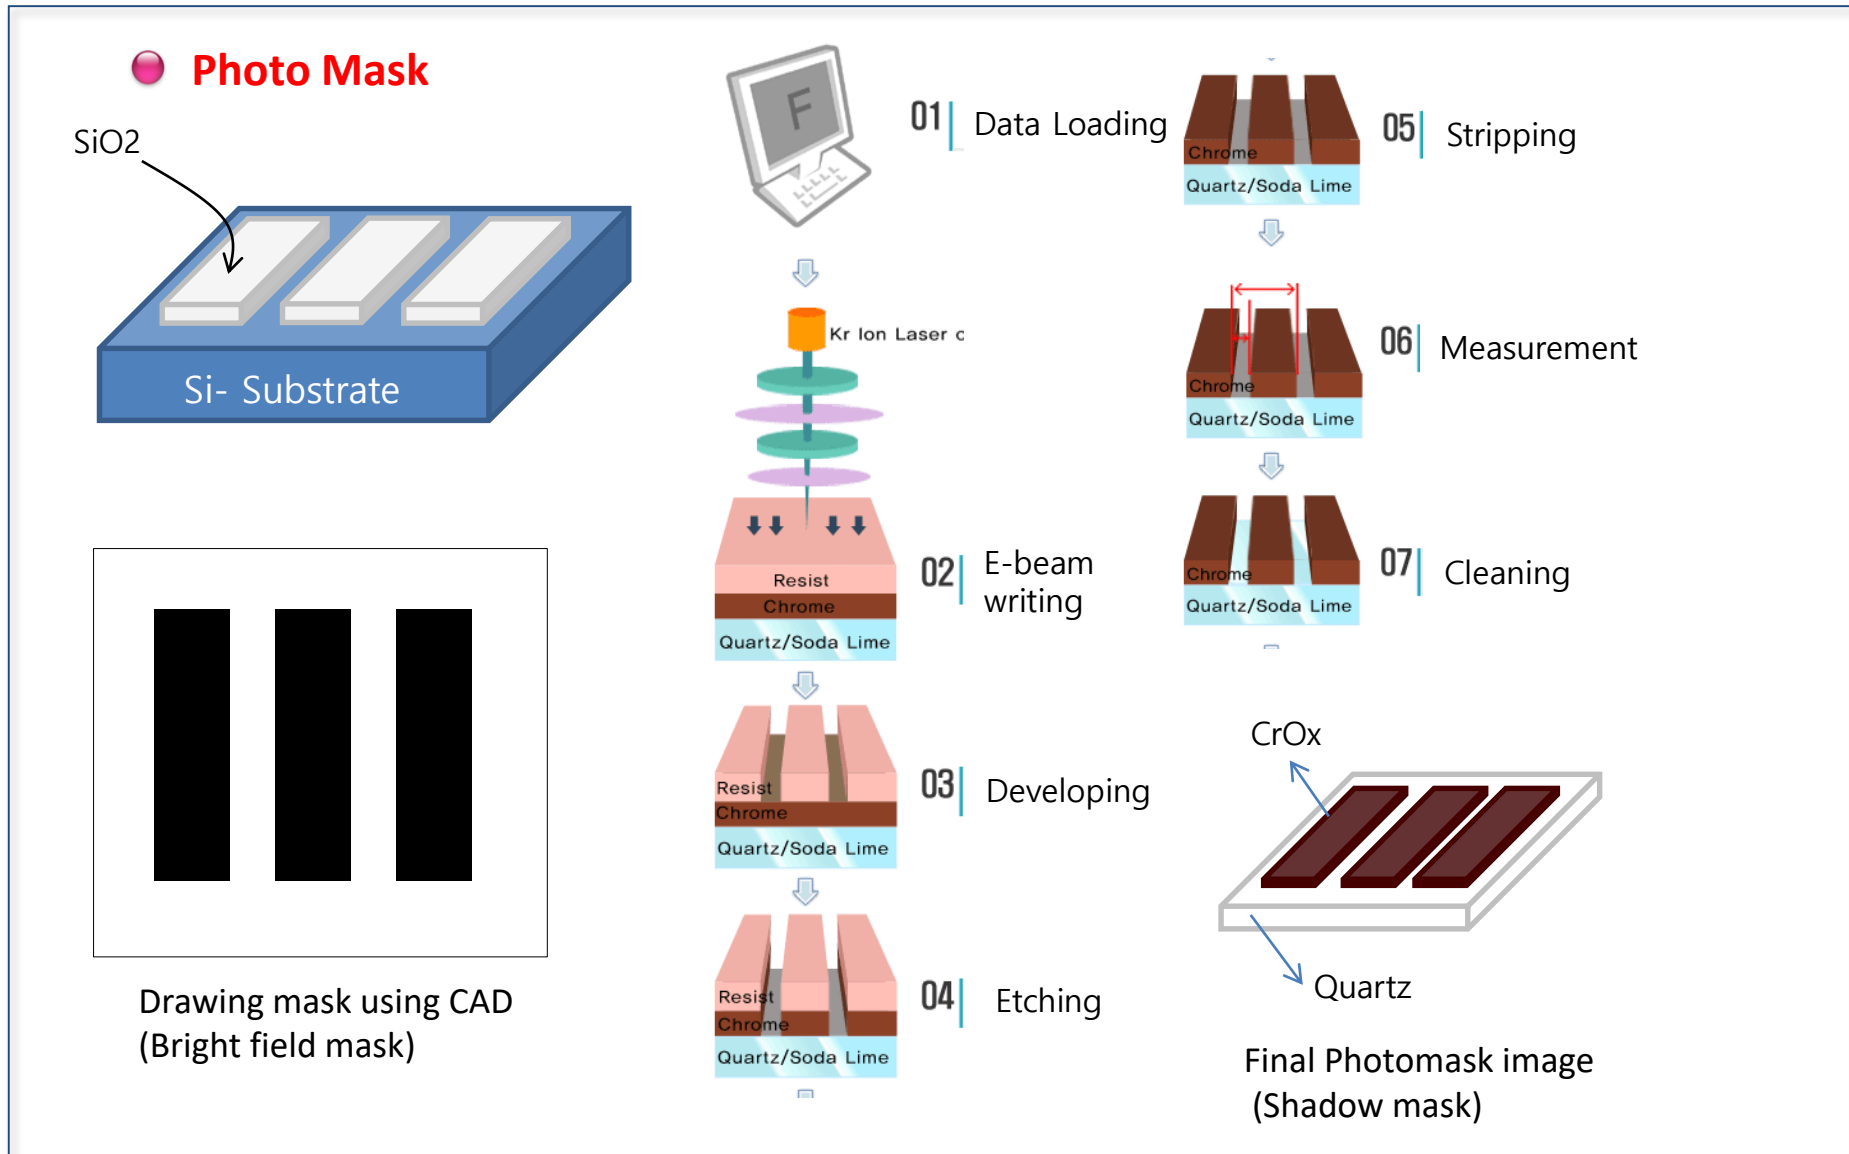 Photo Mask
SiO2
Si- Substrate
Drawing mask using CAD
(Bright field mask)
F
01
Data Loading
Kr Ion Laser c
Resist
Chrome
Quartz/Soda Lime
02
E-beam
writing
Resist
Chrome
Quartz/Soda Lime
03
Developing
Resist
Chrome
Quartz/Soda Lime
04
Etching
Chrome
Quartz/Soda Lime
05
Stripping
Chrome
Quartz/Soda Lime
06
Measurement
Chrome
Quartz/Soda Lime
07
Cleaning
CrOx
Quartz
Final Photomask image
(Shadow mask)